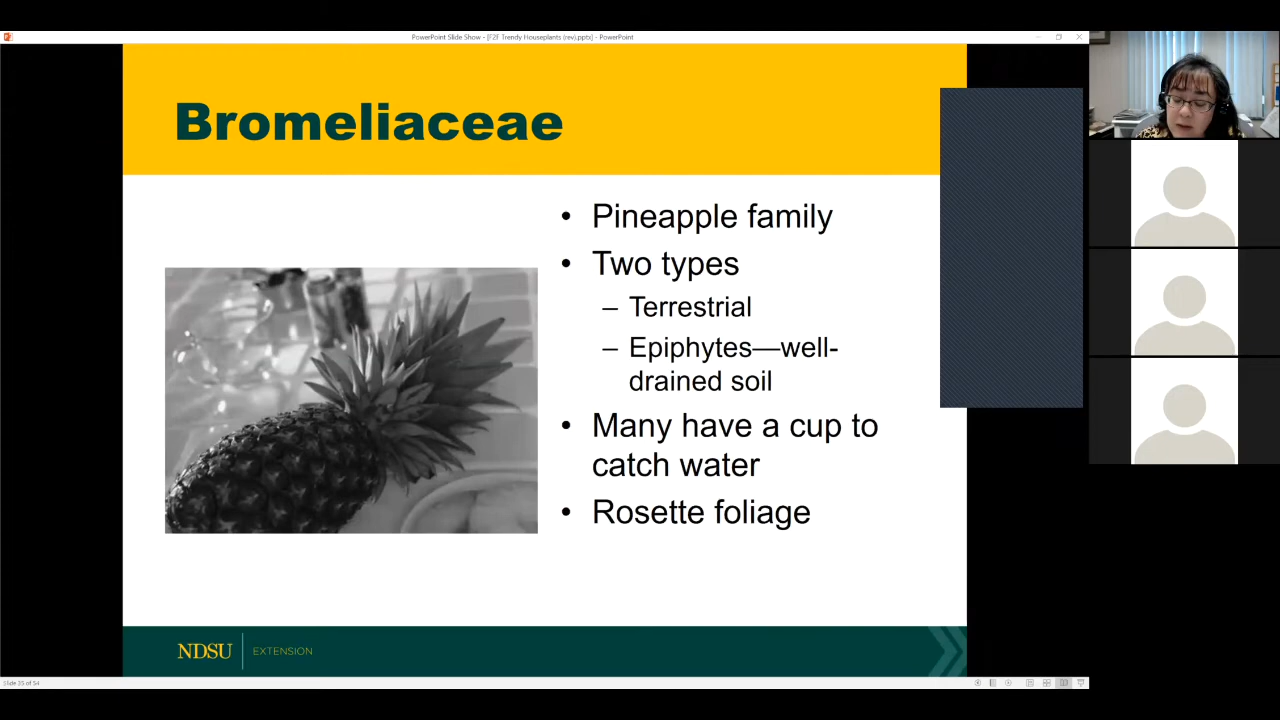 PowerPoint Slide Show - [F2F Trendy Houseplants (rev).pptx] - PowerPoint
Bromeliaceae
• Pineapple family
• Two types
– Terrestrial
– Epiphytes—well-
drained soil
• Many have a cup to
catch water
• Rosette foliage
NDSU EXTENSION
Slide 35 of 54